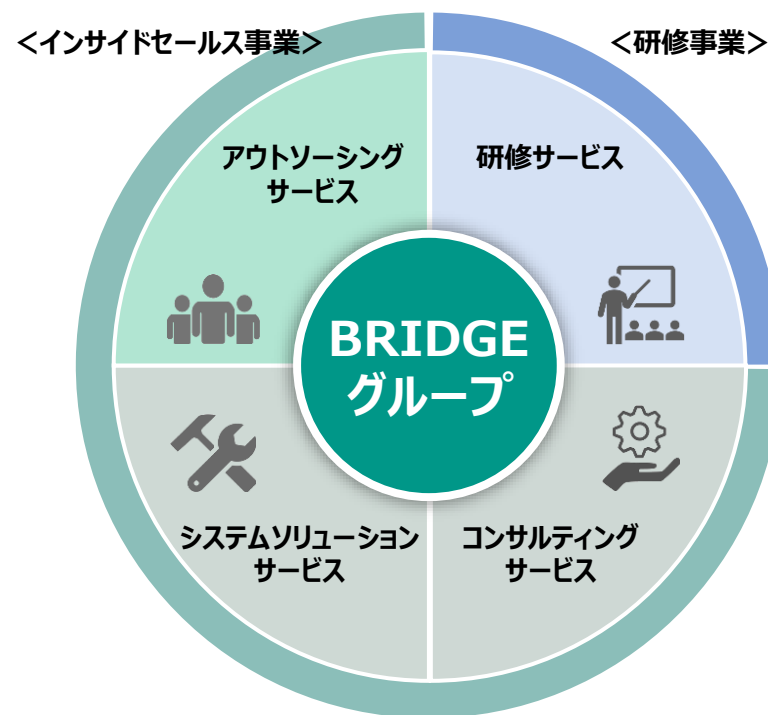 ＜インサイドセールス事業＞
＜研修事業＞
アウトソーシング
サービス
研修サービス
BRIDGE
グループ
システムソリューション
サービス
コンサルティング
サービス